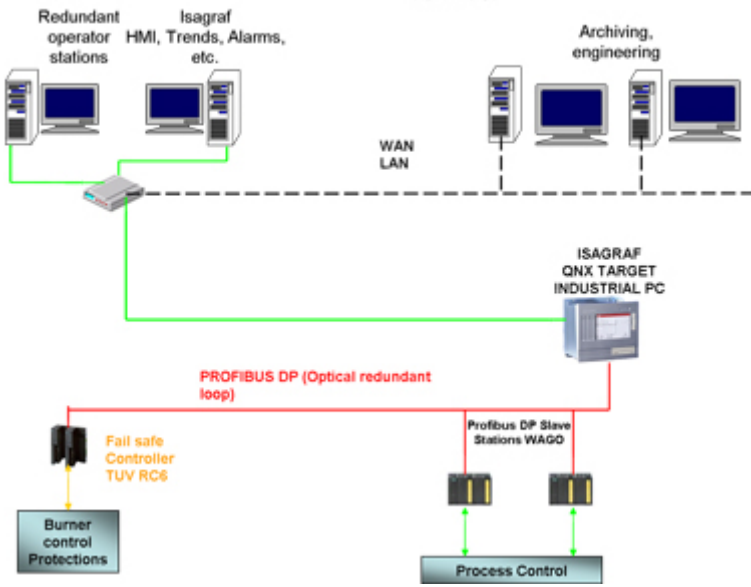 Redundant
operator
stations
Isagraf
HMI, Trends, Alarms,
etc.
Archiving,
engineering
WAN
LAN
ISAGRAF
QNX TARGET
INDUSTRIAL PC
PROFIBUS DP (Optical redundant
loop)
Fail safe
Controller
TUV RC6
Profibus DP Slave
Stations WAGO
Burner
control
Protections
Process Control